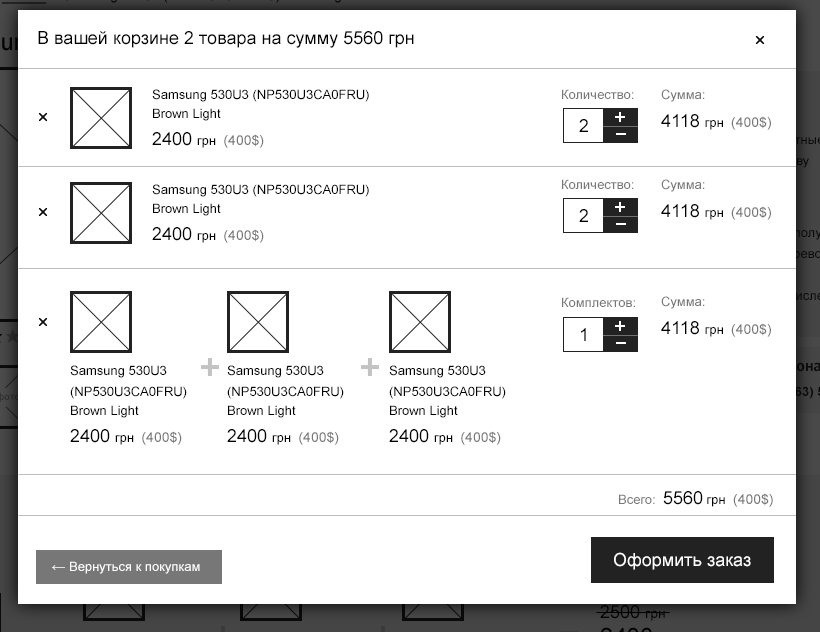 В вашей корзине 2 товара на сумму 5560 грн ×
Samsung 530U3 (NP530U3CA0FRU) Количество: Сумма:
× Brown Light 2 + − 4118 грн (400$)
2400 грн (400$)
Samsung 530U3 (NP530U3CA0FRU) Количество: Сумма:
× Brown Light 2 + − 4118 грн (400$)
2400 грн (400$)
Комплектов: Сумма:
× 1 + − 4118 грн (400$)
Samsung 530U3 + Samsung 530U3 + Samsung 530U3
(NP530U3CA0FRU) (NP530U3CA0FRU) (NP530U3CA0FRU)
Brown Light Brown Light Brown Light
2400 грн (400$) 2400 грн (400$) 2400 грн (400$)
Всего: 5560 грн (400$)
← Вернуться к покупкам Оформить заказ
2500 грн